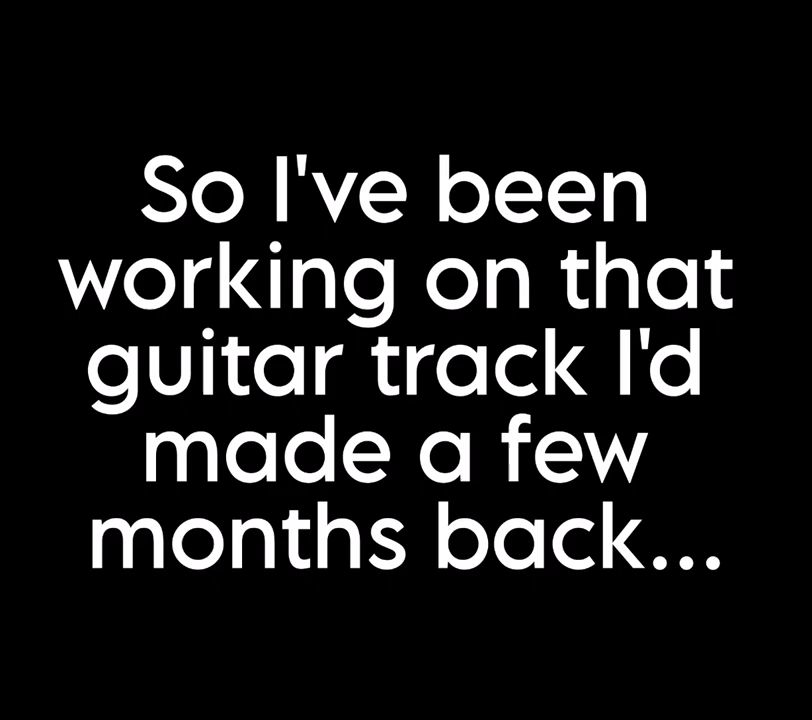 So I've been
working on that
guitar track I'd
made a few
months back...